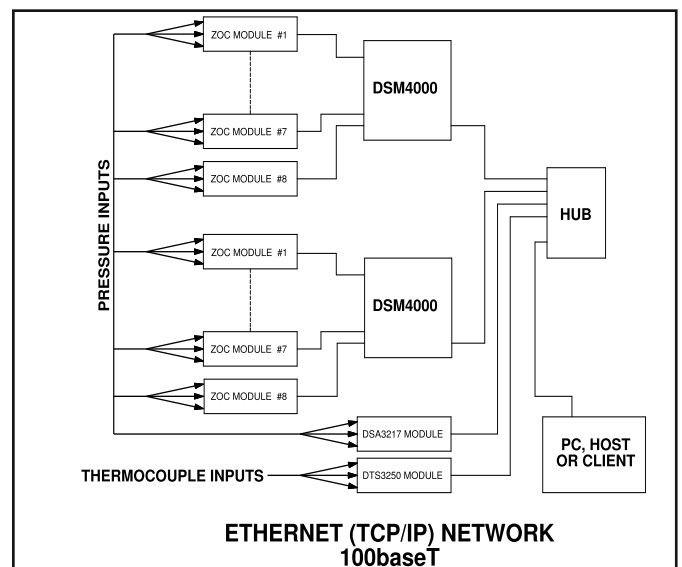 ZOC MODULE #1
DSM4000
ZOC MODULE #7
ZOC MODULE #8
PRESSURE INPUTS
HUB
ZOC MODULE #1
DSM4000
ZOC MODULE #7
ZOC MODULE #8
DSA3217 MODULE
PC, HOST
OR CLIENT
THERMOCOUPLE INPUTS
DTS3250 MODULE
ETHERNET (TCP/IP) NETWORK
100baseT